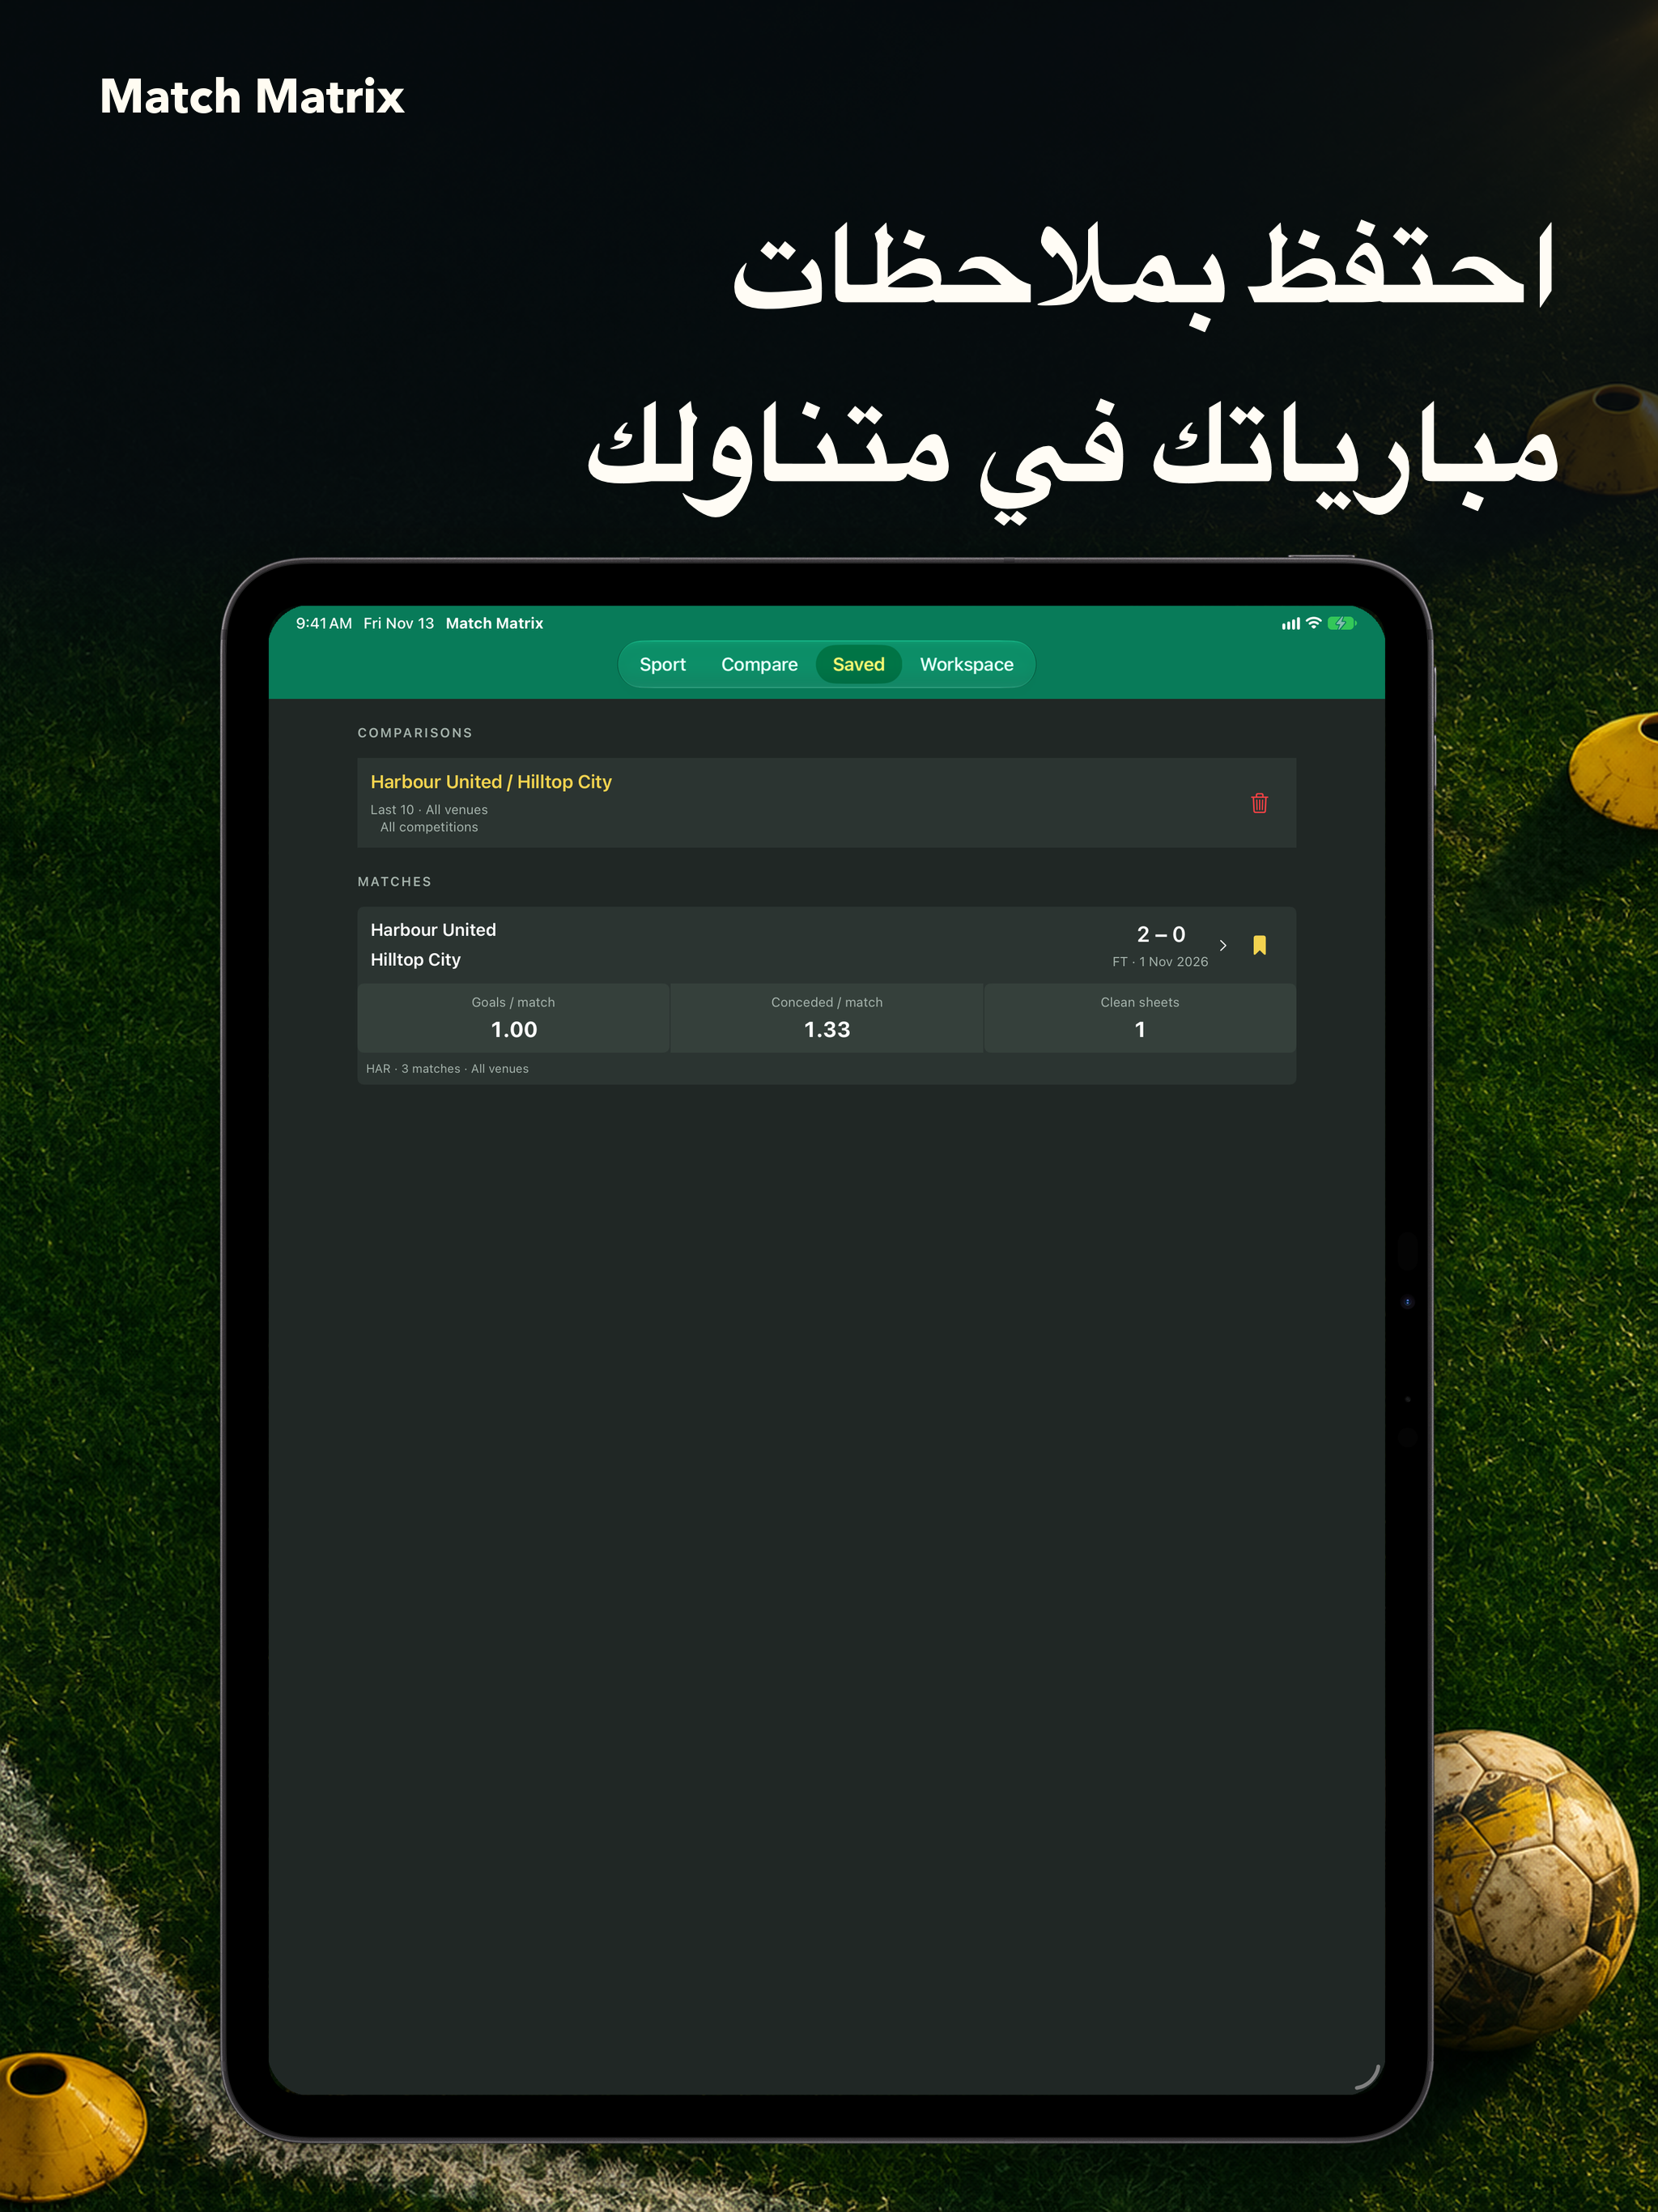 Match Matrix
احتفظ بملاحظات
مبارياتك في متناولك
9:41 AM Fri Nov 13 Match Matrix
Sport Compare Saved Workspace
COMPARISONS
Harbour United / Hilltop City
Last 10 · All venues
All competitions
MATCHES
Harbour United
2 – 0
Hilltop City
FT · 1 Nov 2026
Goals / match Conceded / match Clean sheets
1.00 1.33 1
HAR · 3 matches · All venues